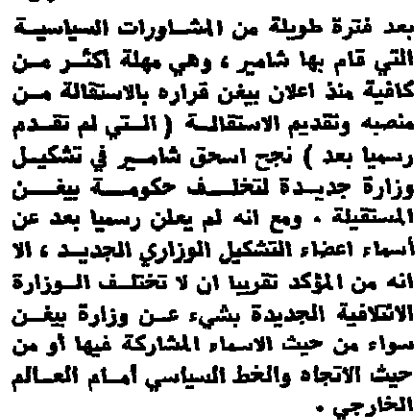 بعد فترة طويلة من المشاورات السياسية
التي قام بها شامير ، وهي مهلة اكثر من
كافية منذ اعلان بيغن قراره بالاستقالة من
منصبه وتقديم الاستقالة ( التي لم تقدم
رسميا بعد ) نجح اسحق شامير في تشكيل
وزارة جديدة لتخلف حكومة بيغن
المستقيلة . ومع انه لم يعلن رسميا بعد عن
أسماء اعضاء التشكيل الوزاري الجديد ، الا
انه من المؤكد تقريبا ان لا تختلف الوزارة
الائتلافية الجديدة بشيء عن وزارة بيغن
سواء من حيث الاسماء المشاركة فيها أو من
حيث الاتجاه والخط السياسي أمام العالم
الخارجي .